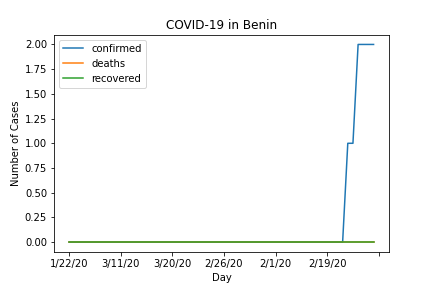 COVID-19 in Benin
confirmed
deaths
recovered
2.00
1.75
1.50
1.25
1.00
0.75
0.50
0.25
0.00
Number of Cases
1/22/20 3/11/20 3/20/20 2/26/20 2/1/20 2/19/20
Day